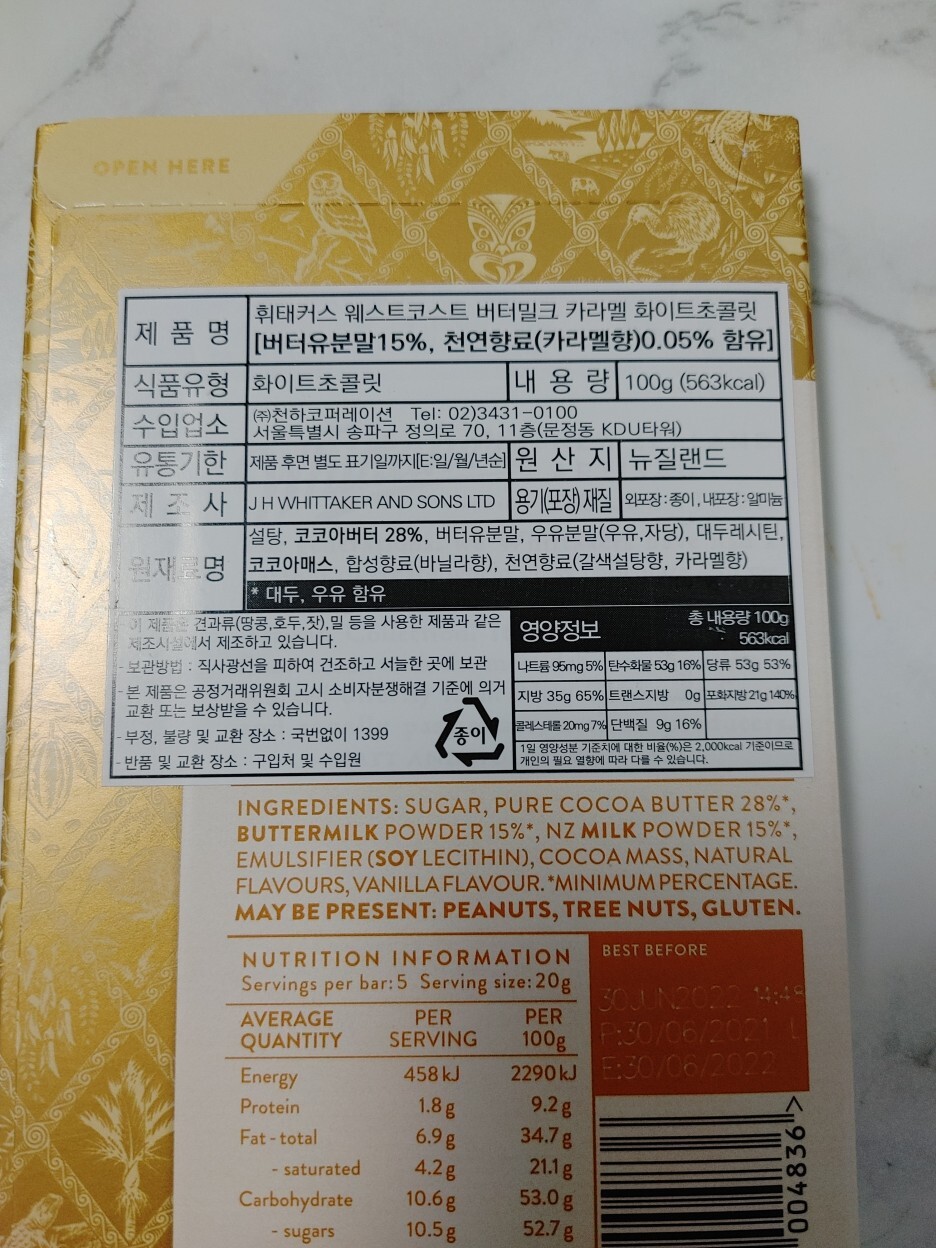 OPEN HERE
제 품 명
휘태커스 웨스트코스트 버터밀크 카라멜 화이트초콜릿
[버터유분말15%, 천연향료(카라멜향)0.05% 함유]
식품유형 화이트초콜릿 내 용 량 100g (563kcal)
수입업소 ㈜천하코퍼레이션 Tel: 02)3431-0100
서울특별시 송파구 정의로 70, 11층(문정동 KDU타워)
유통기한 제품 후면 별도 표기일까지[E:일/월/년순] 원 산 지 뉴질랜드
제 조 사 J H WHITTAKER AND SONS LTD 용기(포장)재질 외포장:종이, 내포장:알미늄
원재료명
설탕, 코코아버터 28%, 버터유분말, 우유분말(우유,자당), 대두레시틴,
코코아매스, 합성향료(바닐라향), 천연향료(갈색설탕향, 카라멜향)
* 대두, 우유 함유
- 이 제품은 견과류(땅콩,호두,잣),밀 등을 사용한 제품과 같은
제조시설에서 제조하고 있습니다.
- 보관방법 : 직사광선을 피하여 건조하고 서늘한 곳에 보관
- 본 제품은 공정거래위원회 고시 소비자분쟁해결 기준에 의거
교환 또는 보상받을 수 있습니다.
- 부정, 불량 및 교환 장소 : 국번없이 1399
- 반품 및 교환 장소 : 구입처 및 수입원
종이
영양정보 총 내용량 100g
563kcal
나트륨 95mg 5% 탄수화물 53g 16% 당류 53g 53%
지방 35g 65% 트랜스지방 0g 포화지방 21g 140%
콜레스테롤 20mg 7% 단백질 9g 16%
1일 영양성분 기준치에 대한 비율(%)은 2,000kcal 기준이므로
개인의 필요 열량에 따라 다를 수 있습니다.
INGREDIENTS: SUGAR, PURE COCOA BUTTER 28%*,
BUTTERMILK POWDER 15%*, NZ MILK POWDER 15%*,
EMULSIFIER (SOY LECITHIN), COCOA MASS, NATURAL
FLAVOURS, VANILLA FLAVOUR. *MINIMUM PERCENTAGE.
MAY BE PRESENT: PEANUTS, TREE NUTS, GLUTEN.
NUTRITION INFORMATION
Servings per bar: 5 Serving size: 20g
AVERAGE QUANTITY PER SERVING PER 100g
Energy 458 kJ 2290 kJ
Protein 1.8 g 9.2 g
Fat - total 6.9 g 34.7 g
- saturated 4.2 g 21.1 g
Carbohydrate 10.6 g 53.0 g
- sugars 10.5 g 52.7 g
BEST BEFORE
30JUN2022 14:48
P:30/06/2021 L
E:30/06/2022
004836 >